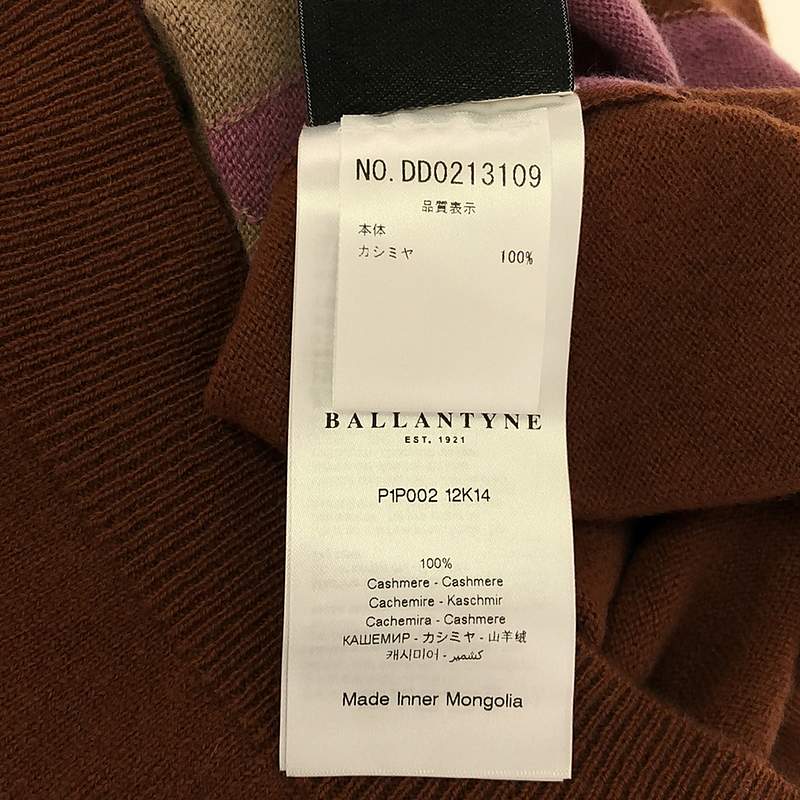 NO. DD0213109
品質表示
本体
カシミヤ 100%
BALLANTYNE
EST. 1921
P1P002 12K14
100%
Cashmere - Cashmere
Cachemire - Kaschmir
Cachemira - Cashmere
КАШЕМИР - カシミヤ - 山羊绒
캐시미어 - كشمير
Made Inner Mongolia